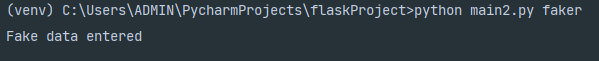 (venv) C:\Users\ADMIN\PycharmProjects\flaskProject>python main2.py faker
Fake data entered